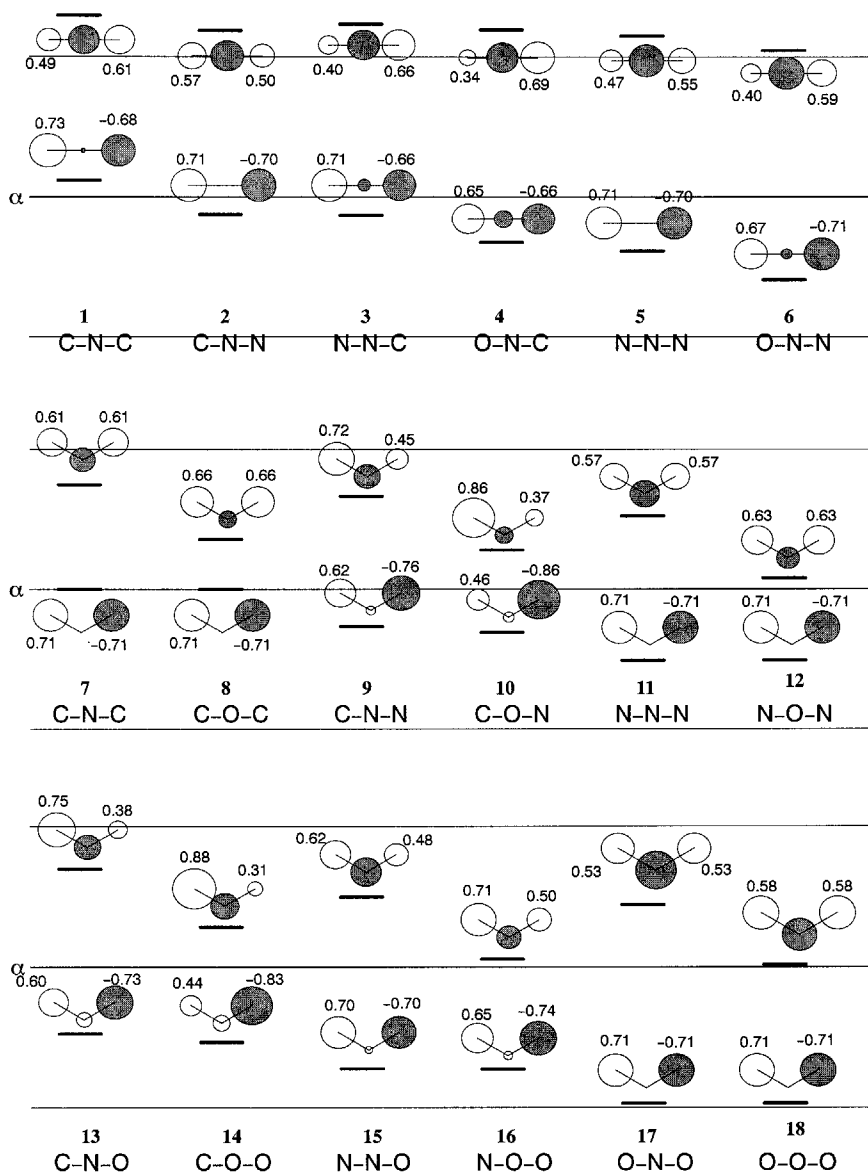 0.49 0.61 0.57 0.50 0.40 0.66 0.34 0.69 0.47 0.55 0.40 0.59
0.73 −0.68 0.71 −0.70 0.71 −0.66 0.65 −0.66 0.71 −0.70 0.67 −0.71
α
1 2 3 4 5 6
C–N–C C–N–N N–N–C O–N–C N–N–N O–N–N
0.61 0.61 0.66 0.66 0.72 0.45 0.86 0.37 0.57 0.57 0.63 0.63
α
0.71 −0.71 0.71 −0.71 0.62 −0.76 0.46 −0.86 0.71 −0.71 0.71 −0.71
7 8 9 10 11 12
C–N–C C–O–C C–N–N C–O–N N–N–N N–O–N
0.75 0.38 0.88 0.31 0.62 0.48 0.71 0.50 0.53 0.53 0.58 0.58
α
0.60 −0.73 0.44 −0.83 0.70 −0.70 0.65 −0.74 0.71 −0.71 0.71 −0.71
13 14 15 16 17 18
C–N–O C–O–O N–N–O N–O–O O–N–O O–O–O